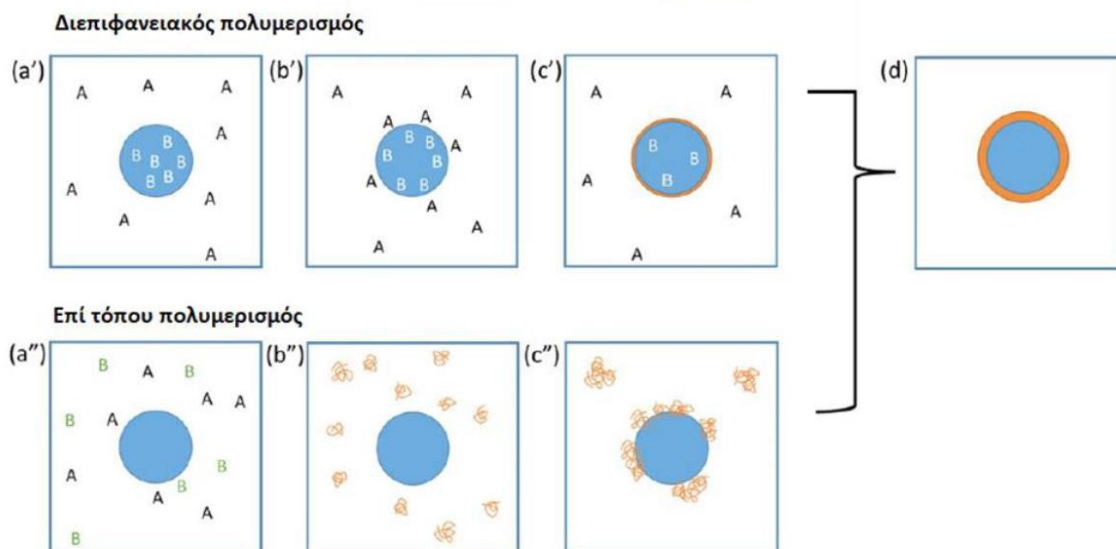 Διεπιφανειακός πολυμερισμός
(a') (b') (c') (d)
A A A A A A A A
B B B B B B
A A A A A A A A A
B B B B B B B
A A A A A
B B B
Επί τόπου πολυμερισμός
(a'') (b'') (c'')
B A B
A A A
B
A B
B A A
B